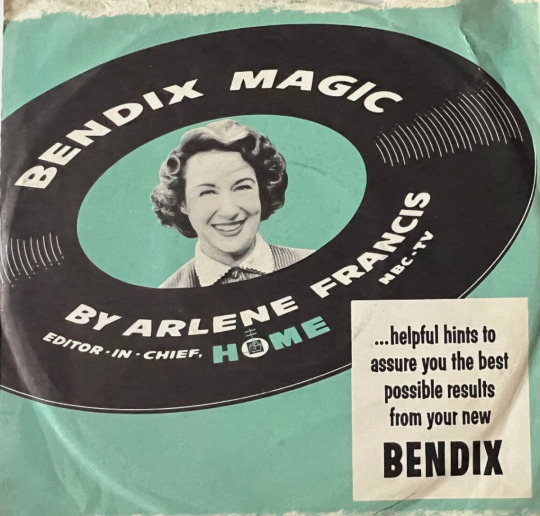 BENDIX MAGIC
BY ARLENE FRANCIS
EDITOR-IN-CHIEF, HOME
NBC-TV
...helpful hints to
assure you the best
possible results
from your new
BENDIX